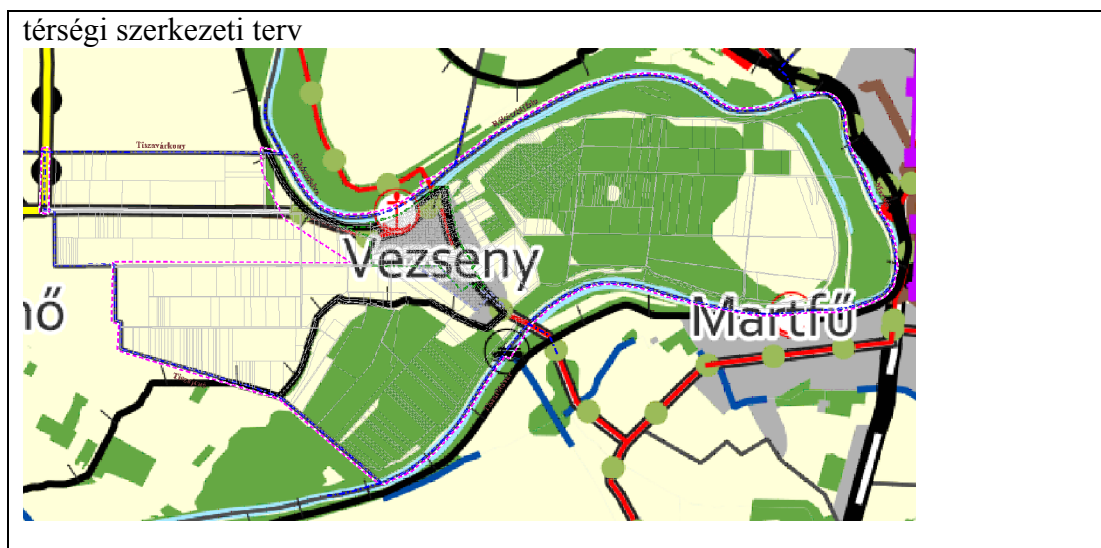 térségi szerkezeti terv
Tiszavárkony
Vezseny
nő
Martfű